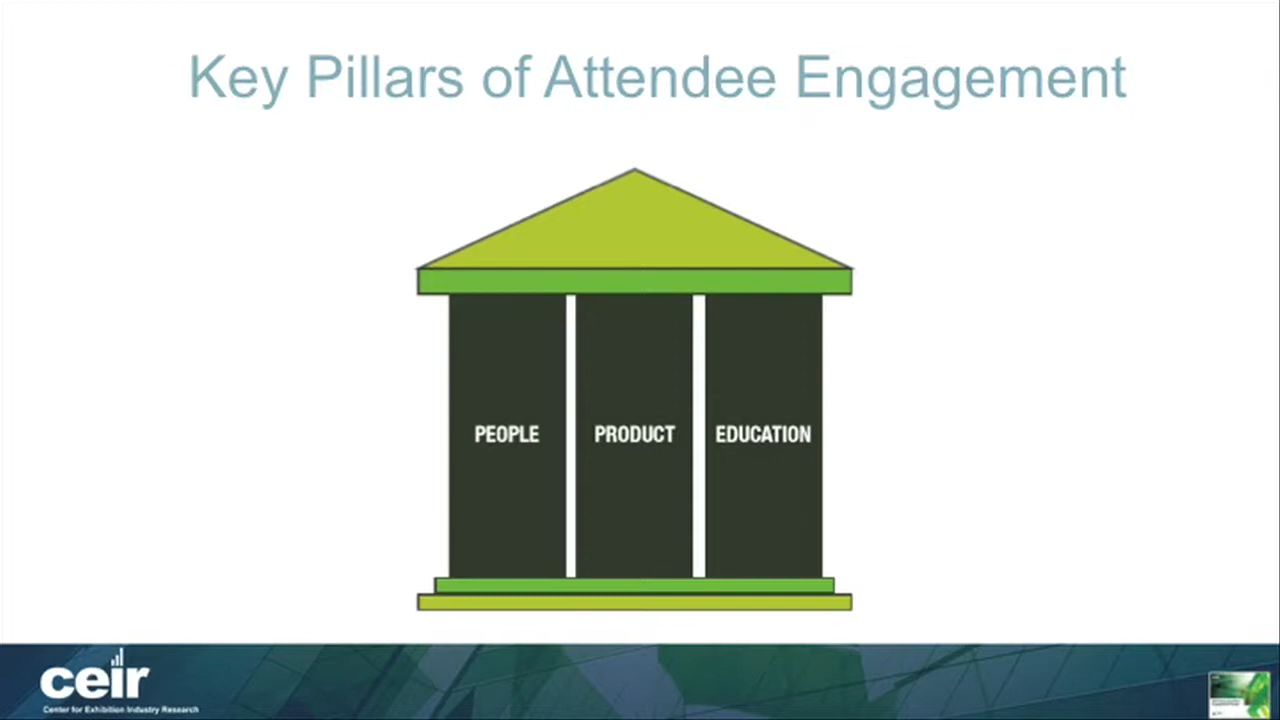 Key Pillars of Attendee Engagement
PEOPLE
PRODUCT
EDUCATION
ceir
Center for Exhibition Industry Research